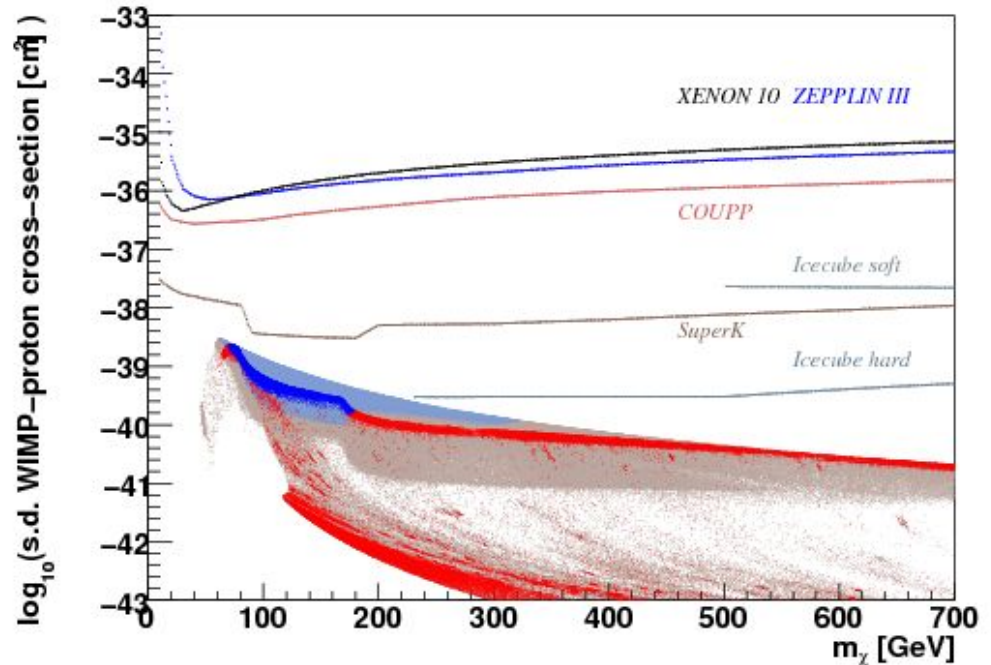 log10(s.d. WIMP−proton cross−section [cm2])
−33
−34
−35
−36
−37
−38
−39
−40
−41
−42
−43
XENON 10 ZEPPLIN III
COUPP
Icecube soft
SuperK
Icecube hard
0 100 200 300 400 500 600 700
mχ [GeV]